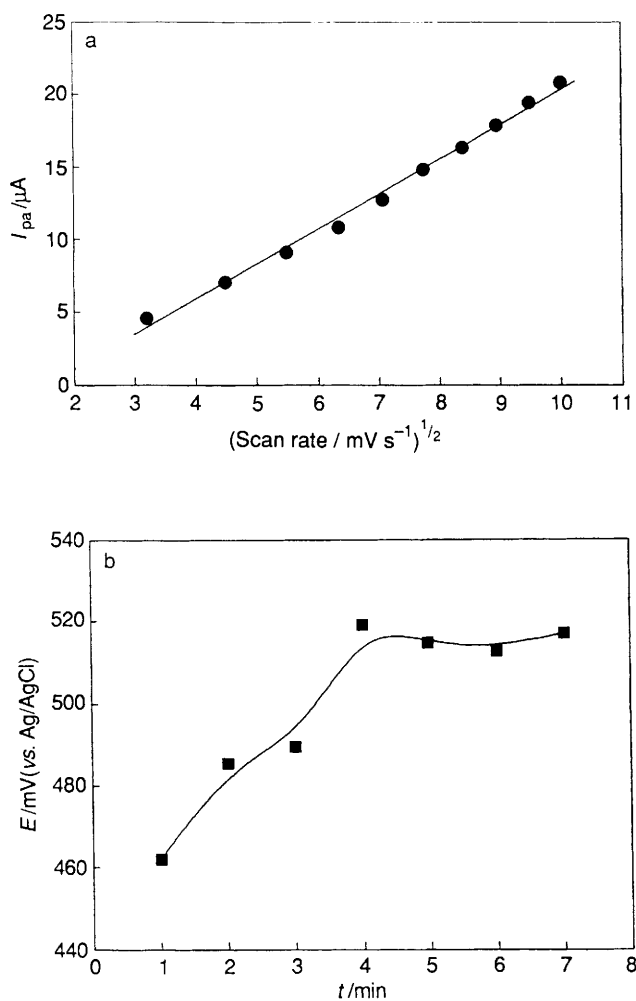 a
25
20
15
10
5
0
I pa /μA
2 3 4 5 6 7 8 9 10 11
(Scan rate / mV s⁻¹)^1/2
b
540
520
500
480
460
440
E /mV(vs. Ag/AgCl)
0 1 2 3 4 5 6 7 8
t /min